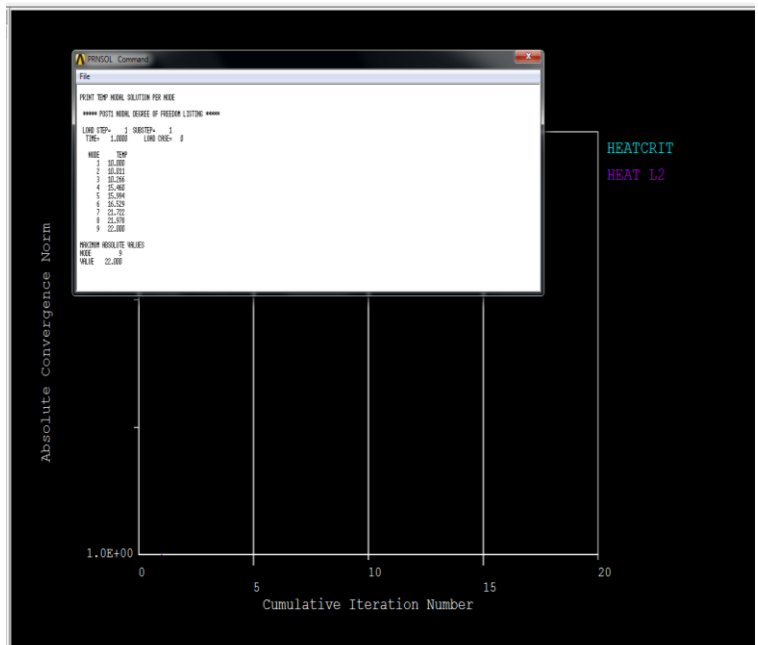 PRNSOL Command
File
PRINT TEMP NODAL SOLUTION PER NODE
***** POST1 NODAL DEGREE OF FREEDOM LISTING *****
LOAD STEP= 1 SUBSTEP= 1
TIME= 1.0000 LOAD CASE= 0
NODE TEMP
1 10.000
2 10.011
3 10.266
4 15.460
5 15.994
6 16.529
7 21.722
8 21.978
9 22.000
MAXIMUM ABSOLUTE VALUES
NODE 9
VALUE 22.000
HEATCRIT
HEAT L2
Absolute Convergence Norm
1.0E+00
0
5
10
15
20
Cumulative Iteration Number